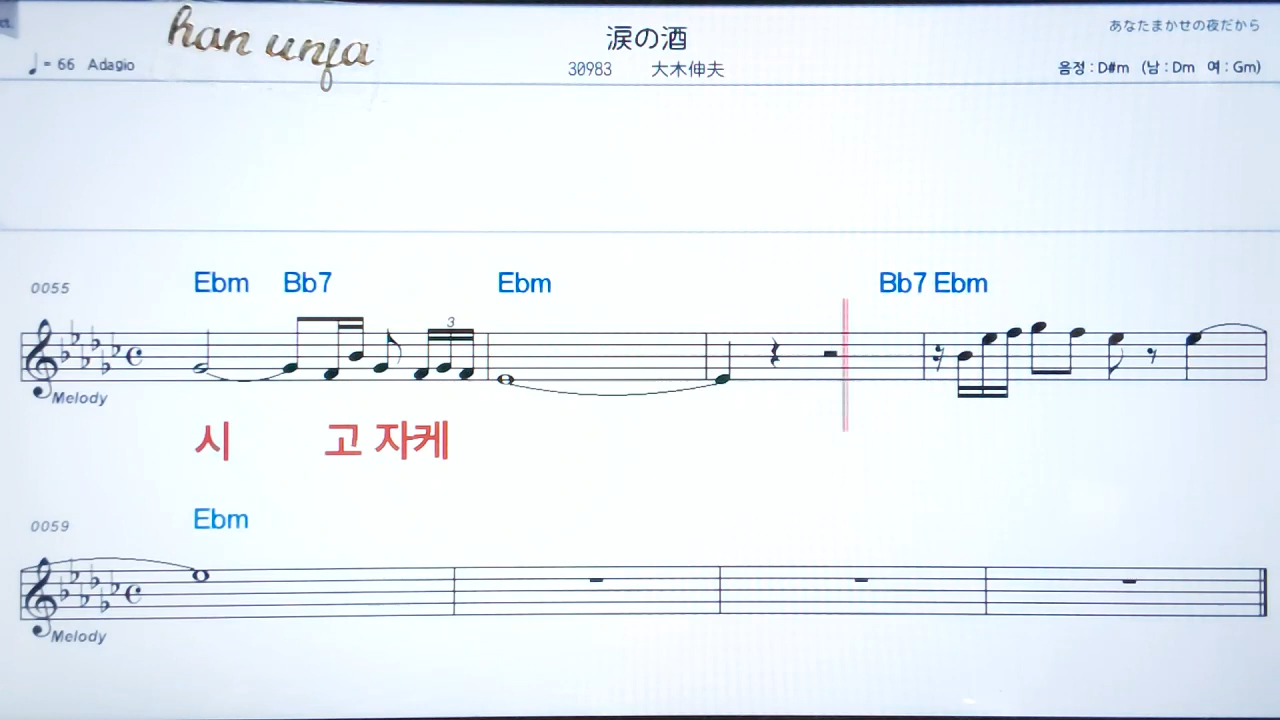 han unfa
涙の酒
あなたまかせの夜だから
♩= 66 Adagio
30983 大木伸夫
음정 : D#m (남 : Dm 여 : Gm)
Ebm Bb7 Ebm Bb7 Ebm
0055
3
Melody
시 고 자케
Ebm
0059
Melody